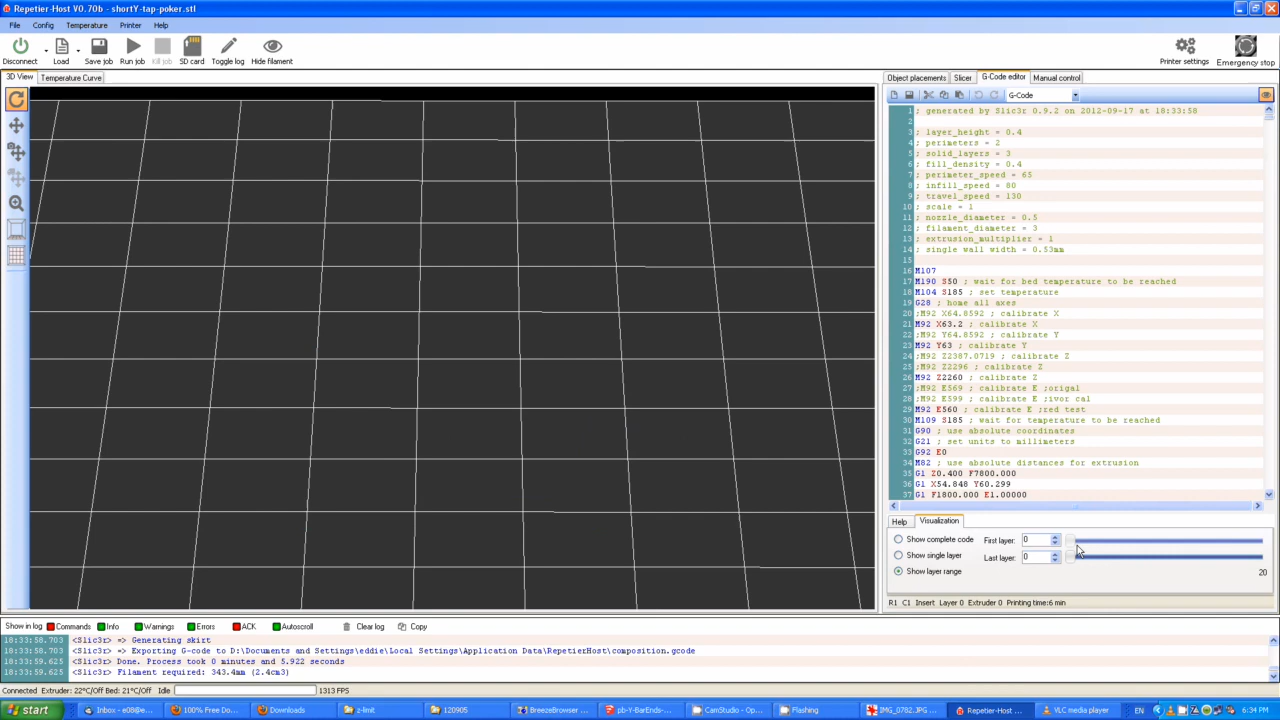 Repetier-Host V0.70b - shortY-tap-poker.stl
File Config Temperature Printer Help
Disconnect Load Save job Run job Kill job SD card Toggle log Hide filament Printer settings Emergency stop
3D View Temperature Curve
Object placements Slicer G-Code editor Manual control
G-Code
1 ; generated by Slic3r 0.9.2 on 2012-09-17 at 18:33:58
2
3 ; layer_height = 0.4
4 ; perimeters = 2
5 ; solid_layers = 3
6 ; fill_density = 0.4
7 ; perimeter_speed = 65
8 ; infill_speed = 80
9 ; travel_speed = 130
10 ; scale = 1
11 ; nozzle_diameter = 0.5
12 ; filament_diameter = 3
13 ; extrusion_multiplier = 1
14 ; single wall width = 0.53mm
15
16 M107
17 M190 S50 ; wait for bed temperature to be reached
18 M104 S185 ; set temperature
19 G28 ; home all axes
20 ;M92 X64.8592 ; calibrate X
21 M92 X63.2 ; calibrate X
22 ;M92 Y64.8592 ; calibrate Y
23 M92 Y63 ; calibrate Y
24 ;M92 Z2387.0719 ; calibrate Z
25 ;M92 Z2296 ; calibrate Z
26 M92 Z2260 ; calibrate Z
27 ;M92 E569 ; calibrate E ;origal
28 ;M92 E599 ; calibrate E ;ivor cal
29 M92 E560 ; calibrate E ;red test
30 M109 S185 ; wait for temperature to be reached
31 G90 ; use absolute coordinates
32 G21 ; set units to millimeters
33 G92 E0
34 M82 ; use absolute distances for extrusion
35 G1 Z0.400 F7800.000
36 G1 X54.848 Y60.299
37 G1 F1800.000 E1.00000
Help Visualization
Show complete code First layer: 0
Show single layer Last layer: 0
Show layer range 20
R1 C1 Insert Layer 0 Extruder 0 Printing time:6 min
Show in log Commands Info Warnings Errors ACK Autoscroll Clear log Copy
18:33:58.703 <Slic3r> => Generating skirt
18:33:58.703 <Slic3r> => Exporting G-code to D:\Documents and Settings\eddie\Local Settings\Application Data\RepetierHost\composition.gcode
18:33:59.625 <Slic3r> Done. Process took 0 minutes and 5.922 seconds
18:33:59.625 <Slic3r> Filament required: 343.4mm (2.4cm3)
Connected Extruder: 22°C/Off Bed: 21°C/Off Idle 1313 FPS
start Inbox - e08@e... 100% Free Do... Downloads z-limit 120905 BreezeBrowser ... pb-Y-BarEnds-... CamStudio - Op... Flashing IMG_0782.JPG ... Repetier-Host ... VLC media player EN 6:34 PM